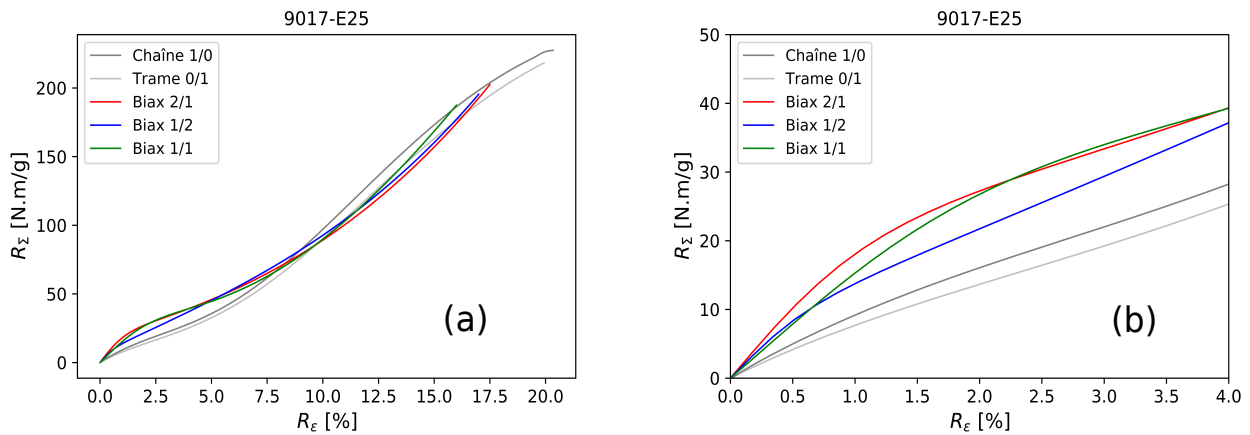 9017-E25
Chaîne 1/0
Trame 0/1
Biax 2/1
Biax 1/2
Biax 1/1
200
150
100
50
0
R_Σ [N.m/g]
(a)
0.0 2.5 5.0 7.5 10.0 12.5 15.0 17.5 20.0
R_ε [%]
9017-E25
Chaîne 1/0
Trame 0/1
Biax 2/1
Biax 1/2
Biax 1/1
50
40
30
20
10
0
R_Σ [N.m/g]
(b)
0.0 0.5 1.0 1.5 2.0 2.5 3.0 3.5 4.0
R_ε [%]